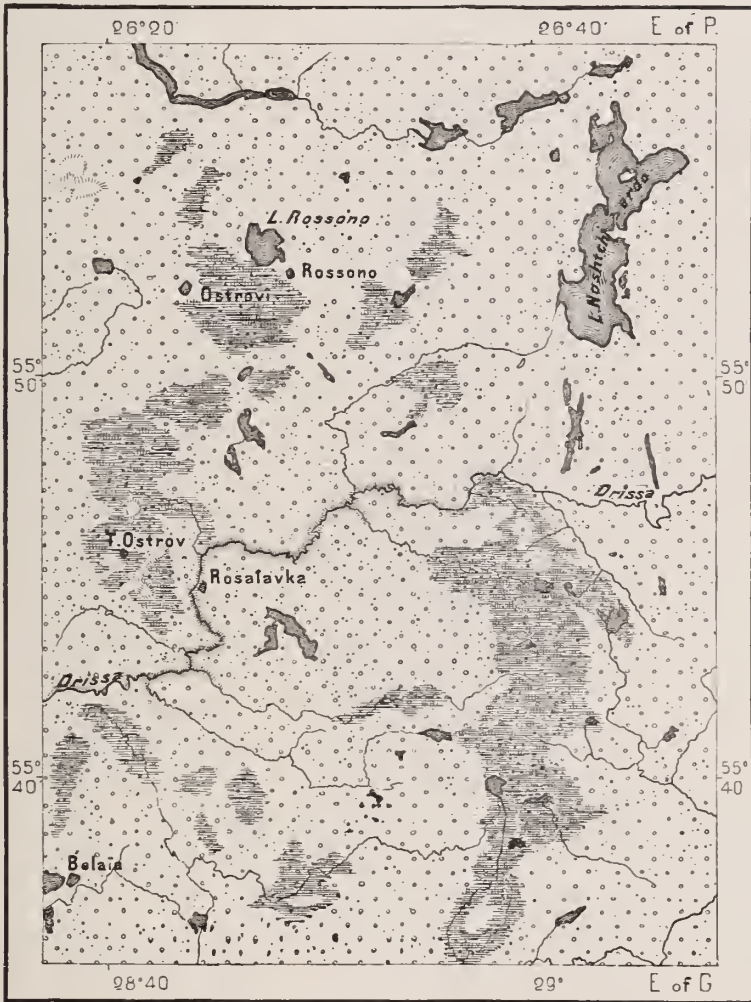 26°20'
26°40'
E of P.
L. Rossono
Rossono
Ostrovi
L. Noshtcherdo
55°
50'
55°
50'
Drissa
T. Ostrov
Rosalavka
Drissa
55°
40'
55°
40
Belaia
28°40
29°
E of G